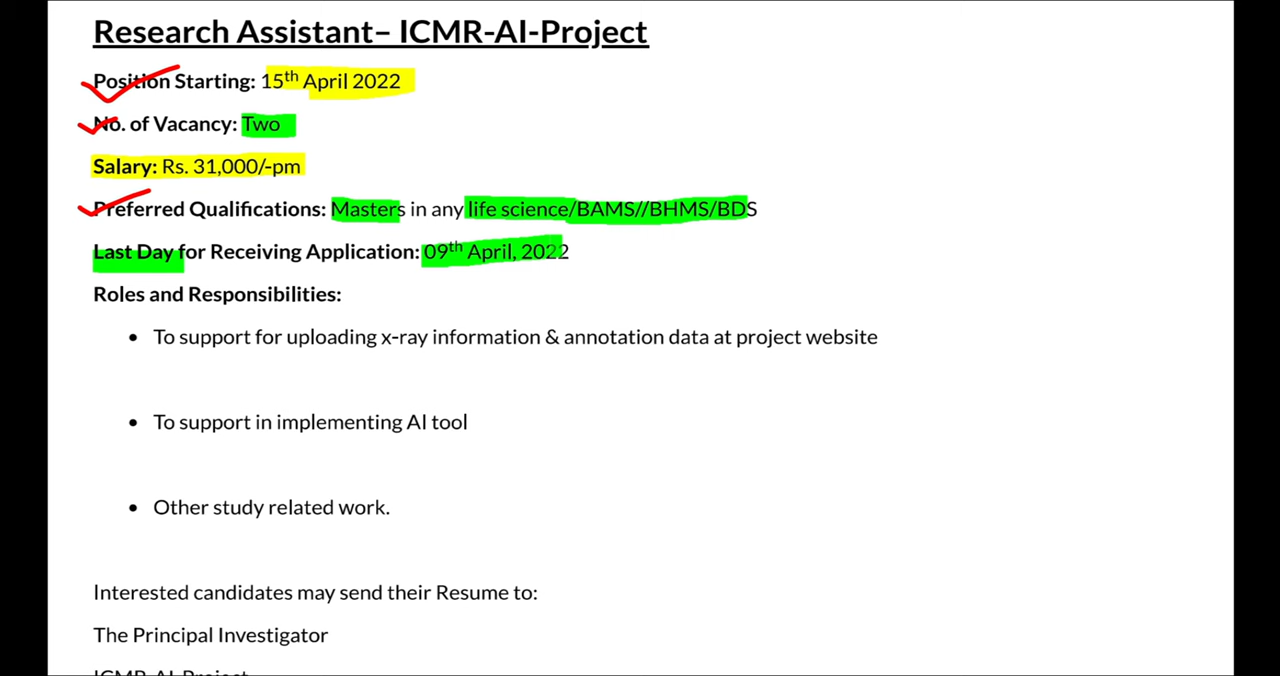 Research Assistant– ICMR-AI-Project
Position Starting: 15th April 2022
No. of Vacancy: Two
Salary: Rs. 31,000/-pm
Preferred Qualifications: Masters in any life science/BAMS//BHMS/BDS
Last Day for Receiving Application: 09th April, 2022
Roles and Responsibilities:
• To support for uploading x-ray information & annotation data at project website
• To support in implementing AI tool
• Other study related work.
Interested candidates may send their Resume to:
The Principal Investigator
ICMR-AI-Project